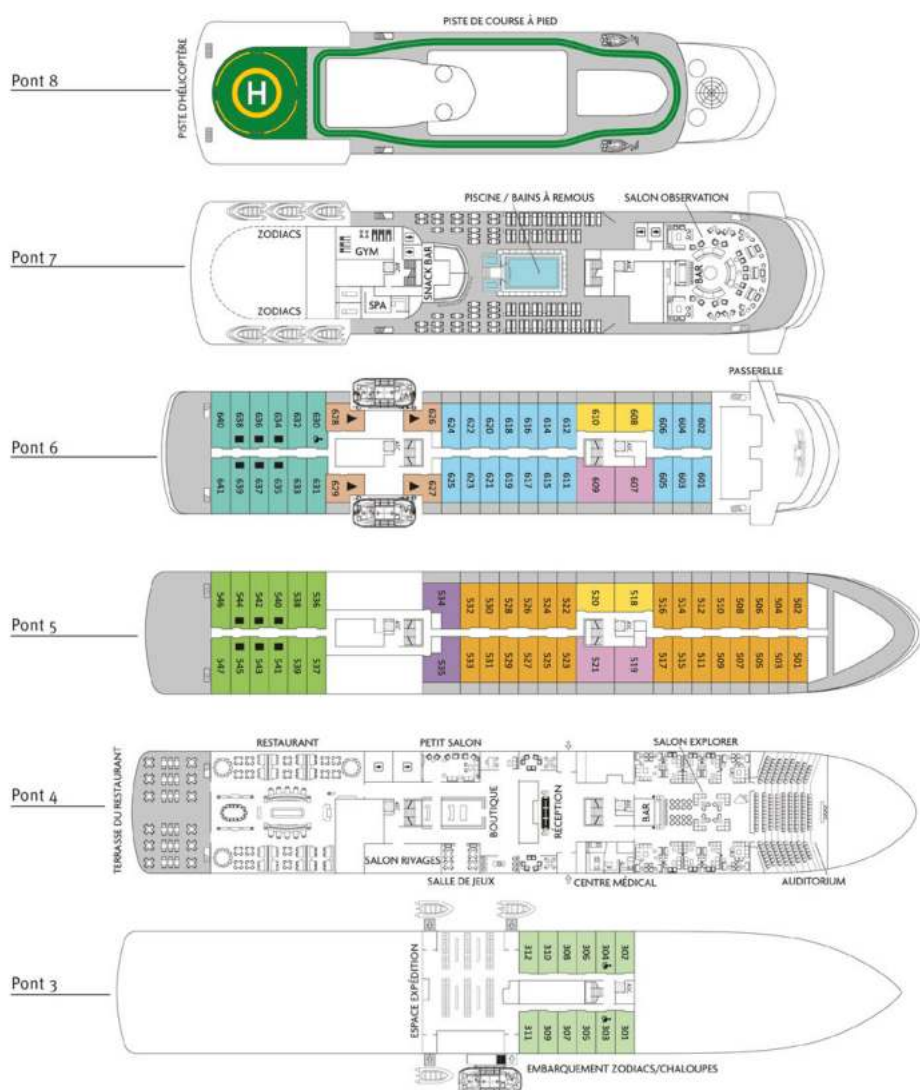 PISTE DE COURSE À PIED
Pont 8
PISTE D'HÉLICOPTÈRE
H
PISCINE / BAINS À REMOUS
SALON OBSERVATION
ZODIACS
GYM
SNACK BAR
BAR
Pont 7
SPA
ZODIACS
PASSERELLE
640 638 636 634 632 630 628 626 624 622 620 618 616 614 612 610 608 606 604 602
Pont 6
641 639 637 635 633 631 629 627 625 623 621 619 617 615 611 609 607 605 603 601
546 544 542 540 538 536 534 532 530 528 526 524 522 520 518 516 514 512 510 508 506 504 502
Pont 5
547 545 543 541 539 537 535 533 531 529 527 525 523 521 519 517 515 511 509 507 505 503 501
RESTAURANT
PETIT SALON
SALON EXPLORER
TERRASSE DU RESTAURANT
Pont 4
BOUTIQUE
RÉCEPTION
BAR
SALON RIVAGES
SALLE DE JEUX
CENTRE MÉDICAL
AUDITORIUM
312 310 308 306 304 302
Pont 3
ESPACE EXPÉDITION
311 309 307 305 303 301
EMBARQUEMENT ZODIACS/CHALOUPES